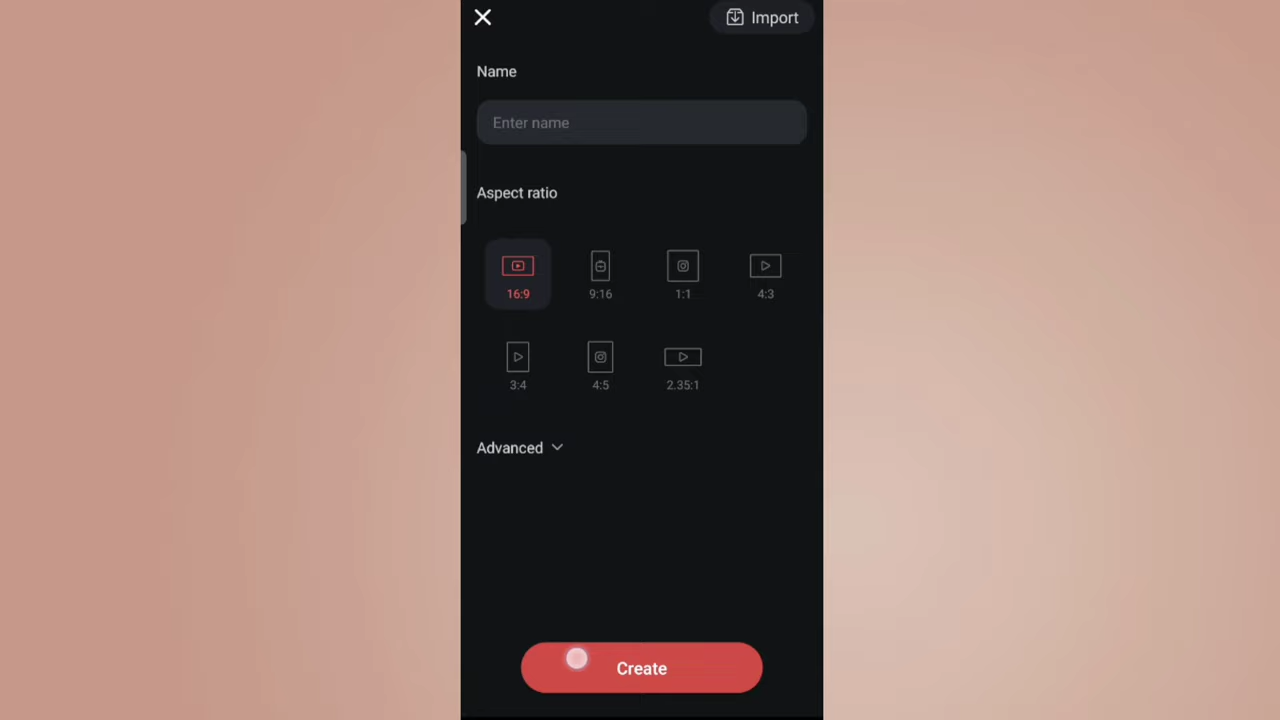 Import
Name
Enter name
Aspect ratio
16:9 9:16 1:1 4:3
3:4 4:5 2.35:1
Advanced
Create